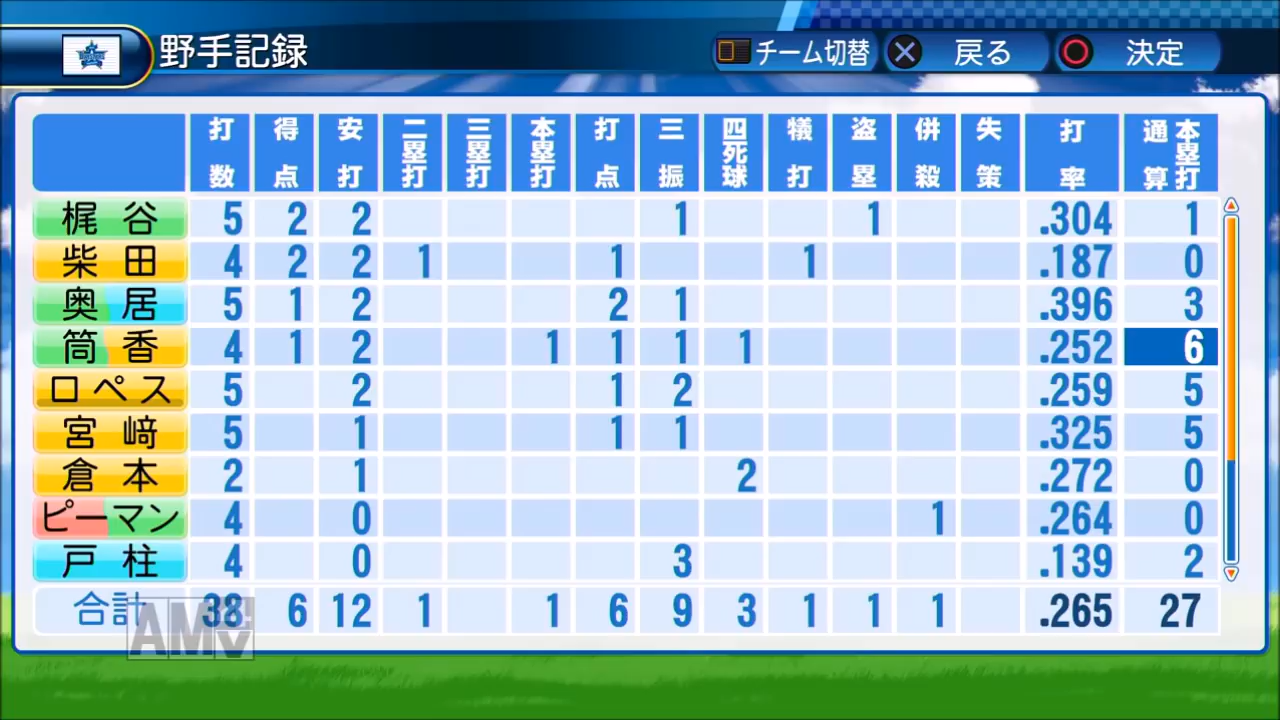 野手記録 チーム切替 戻る 決定
打数 得点 安打 二塁打 三塁打 本塁打 打点 三振 四死球 犠打 盗塁 併殺 失策 打率 通算本塁打
梶谷 5 2 2 1 1 .304 1
柴田 4 2 2 1 1 1 .187 0
奥居 5 1 2 2 1 .396 3
筒香 4 1 2 1 1 1 1 .252 6
ロペス 5 2 1 2 .259 5
宮﨑 5 1 1 1 .325 5
倉本 2 1 2 .272 0
ピーマン 4 0 1 .264 0
戸柱 4 0 3 .139 2
合計 38 6 12 1 1 6 9 3 1 1 1 .265 27